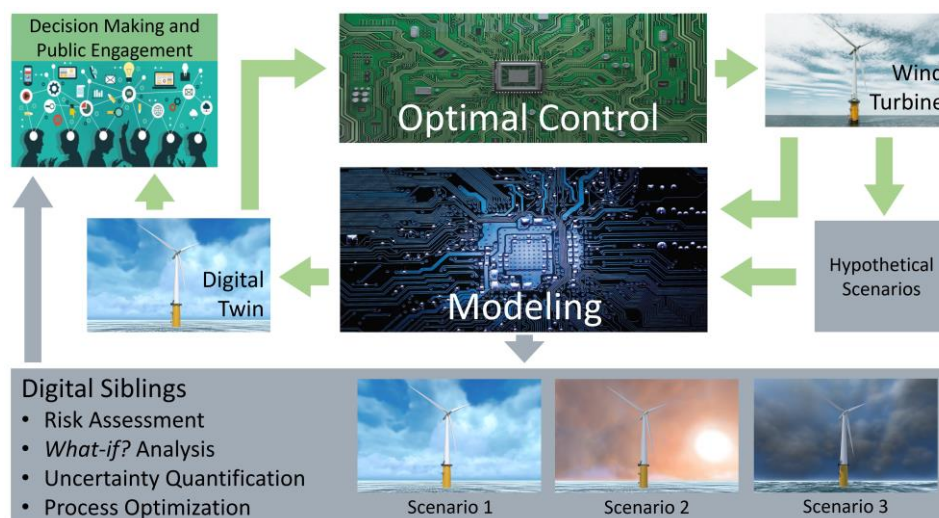 Decision Making and
Public Engagement
Optimal Control
Wind
Turbine
Digital
Twin
Modeling
Hypothetical
Scenarios
Digital Siblings
• Risk Assessment
• What-if? Analysis
• Uncertainty Quantification
• Process Optimization
Scenario 1
Scenario 2
Scenario 3